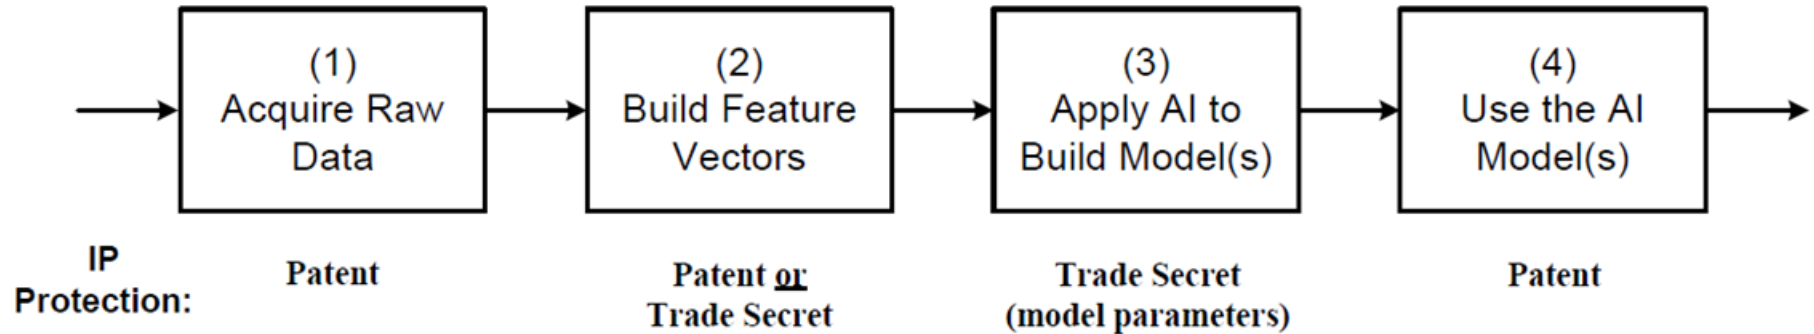 (1)
Acquire Raw
Data
(2)
Build Feature
Vectors
(3)
Apply AI to
Build Model(s)
(4)
Use the AI
Model(s)
IP
Protection:
Patent
Patent or
Trade Secret
Trade Secret
(model parameters)
Patent